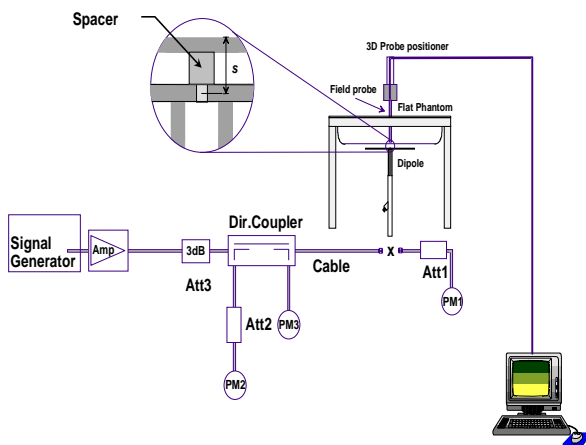 Spacer
s
3D Probe positioner
Field probe
Flat Phantom
Dipole
Signal
Generator
Amp
3dB
Att3
Dir.Coupler
Cable
x
Att1
PM1
Att2
PM3
PM2